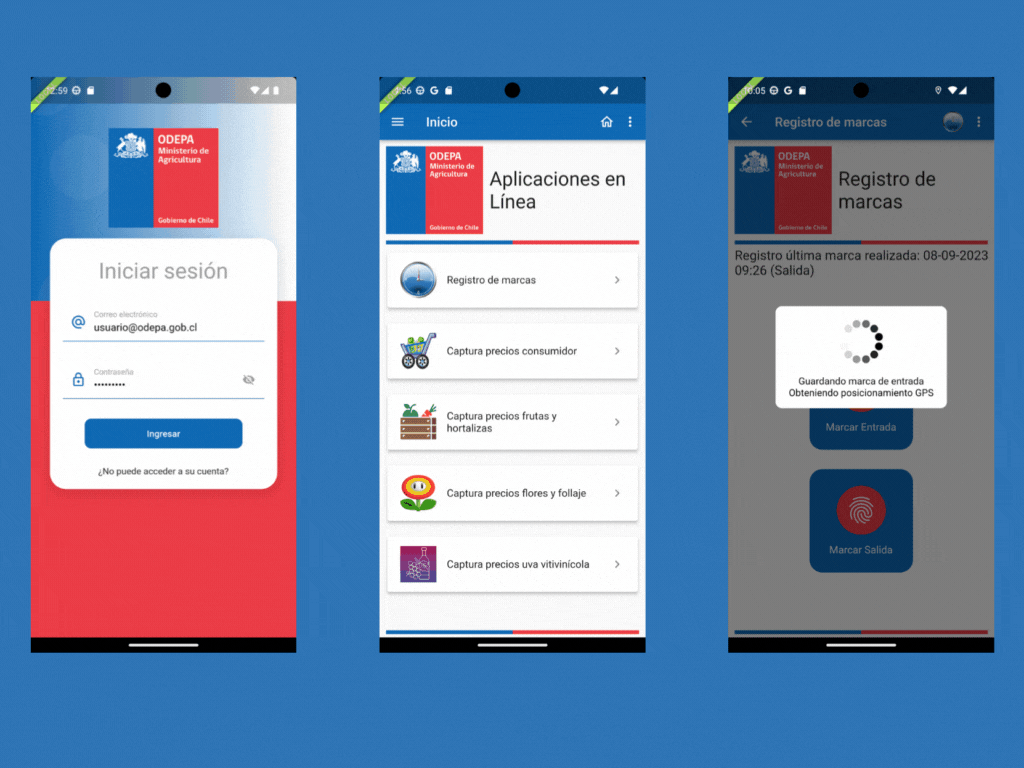 12:59
ODEPA
Ministerio de
Agricultura
Gobierno de Chile
Iniciar sesión
Correo electrónico
usuario@odepa.gob.cl
Contraseña
•••••••••
Ingresar
¿No puede acceder a su cuenta?
1:56
G
Inicio
ODEPA
Ministerio de
Agricultura
Gobierno de Chile
Aplicaciones en
Línea
Registro de marcas
Captura precios consumidor
Captura precios frutas y
hortalizas
Captura precios flores y follaje
Captura precios uva vitivinícola
10:05
G
Registro de marcas
ODEPA
Ministerio de
Agricultura
Gobierno de Chile
Registro de
marcas
Registro última marca realizada: 08-09-2023
09:26 (Salida)
Guardando marca de entrada
Obteniendo posicionamiento GPS
Marcar Entrada
Marcar Salida